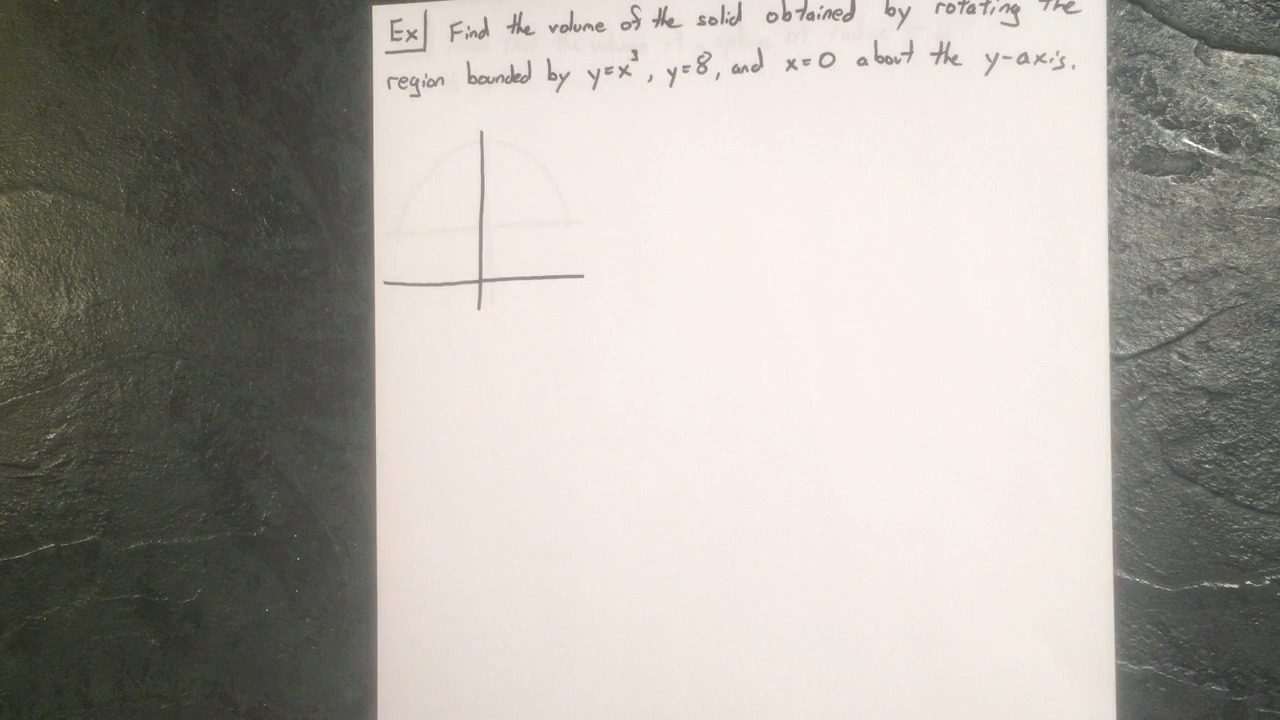 Ex Find the volume of the solid obtained by rotating the
region bounded by y=x³, y=8, and x=0 about the y-axis.